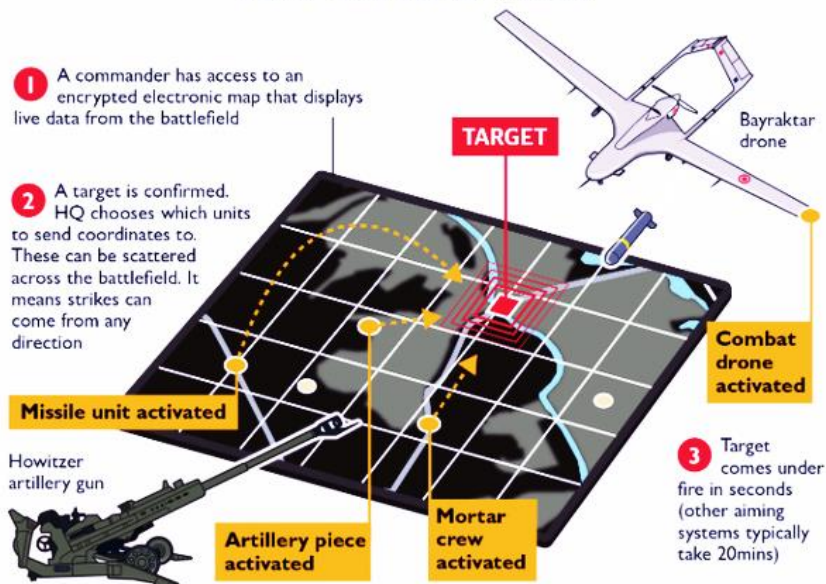 1 A commander has access to an
encrypted electronic map that displays
live data from the battlefield
TARGET
Bayraktar
drone
2 A target is confirmed.
HQ chooses which units
to send coordinates to.
These can be scattered
across the battlefield. It
means strikes can
come from any
direction
Combat
drone
activated
Missile unit activated
Howitzer
artillery gun
Artillery piece
activated
Mortar
crew
activated
3 Target
comes under
fire in seconds
(other aiming
systems typically
take 20mins)